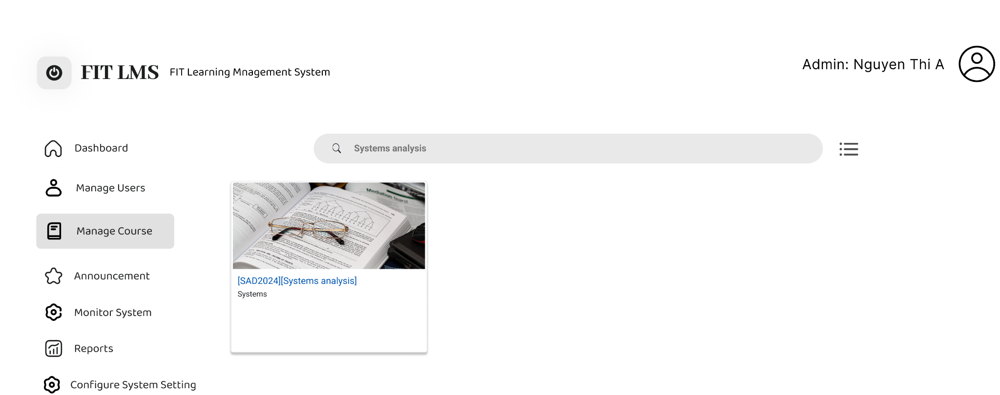 FIT LMS
FIT Learning Mnagement System
Admin: Nguyen Thi A
Dashboard
Manage Users
Manage Course
Announcement
Monitor System
Reports
Configure System Setting
Systems analysis
Mediation fears!
[SAD2024][Systems analysis]
Systems